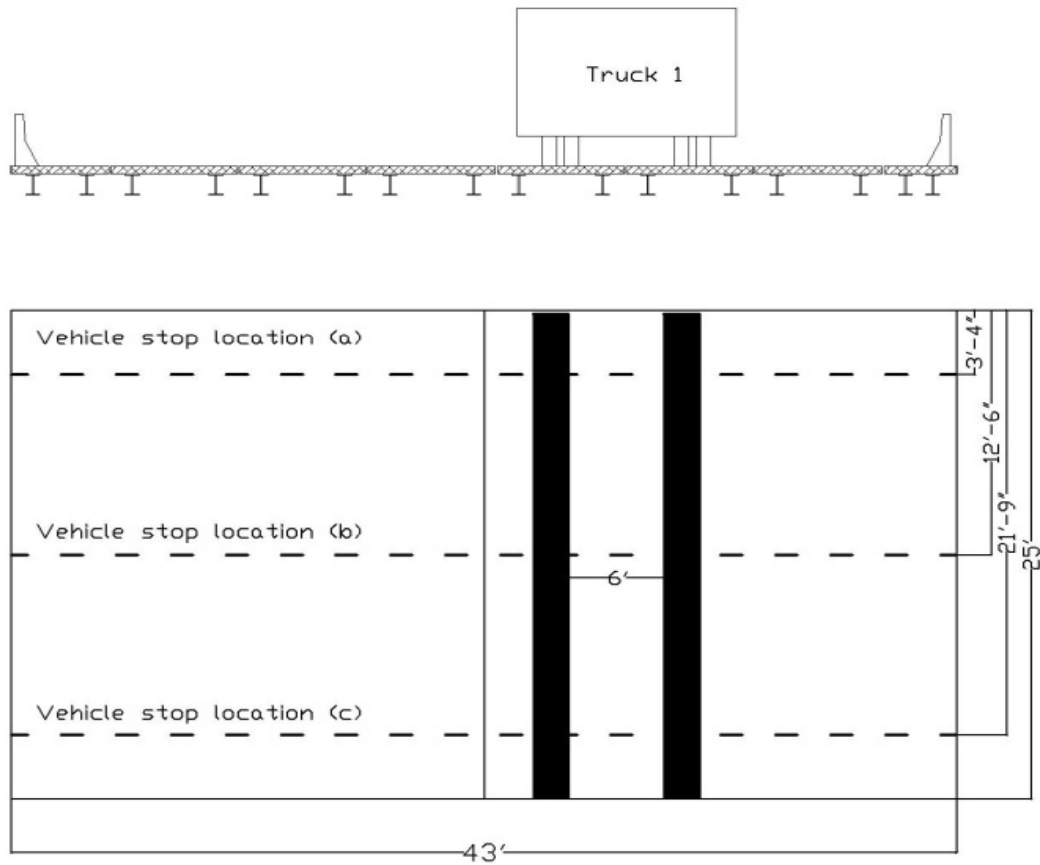 Truck 1
Vehicle stop location (a)
3'-4"
12'-6"
Vehicle stop location (b)
21'-9"
25'
6'
Vehicle stop location (c)
43'